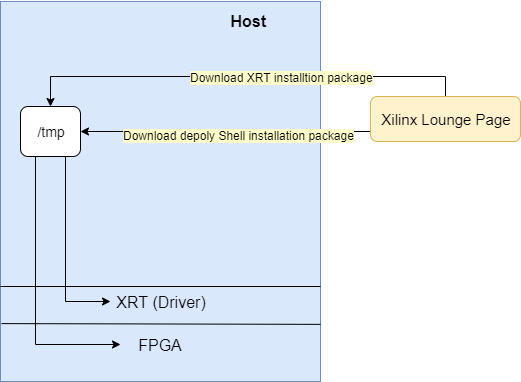 Host
Download XRT installtion package
Xilinx Lounge Page
/tmp
Download depoly Shell installation package
XRT (Driver)
FPGA